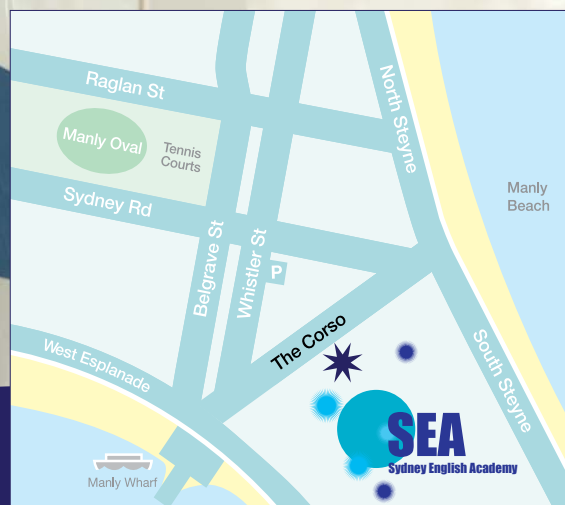 Raglan St
North Steyne
Manly Oval
Tennis
Courts
Manly
Beach
Sydney Rd
Belgrave St
Whistler St
P
The Corso
West Esplanade
South Steyne
SEA
Sydney English Academy
Manly Wharf